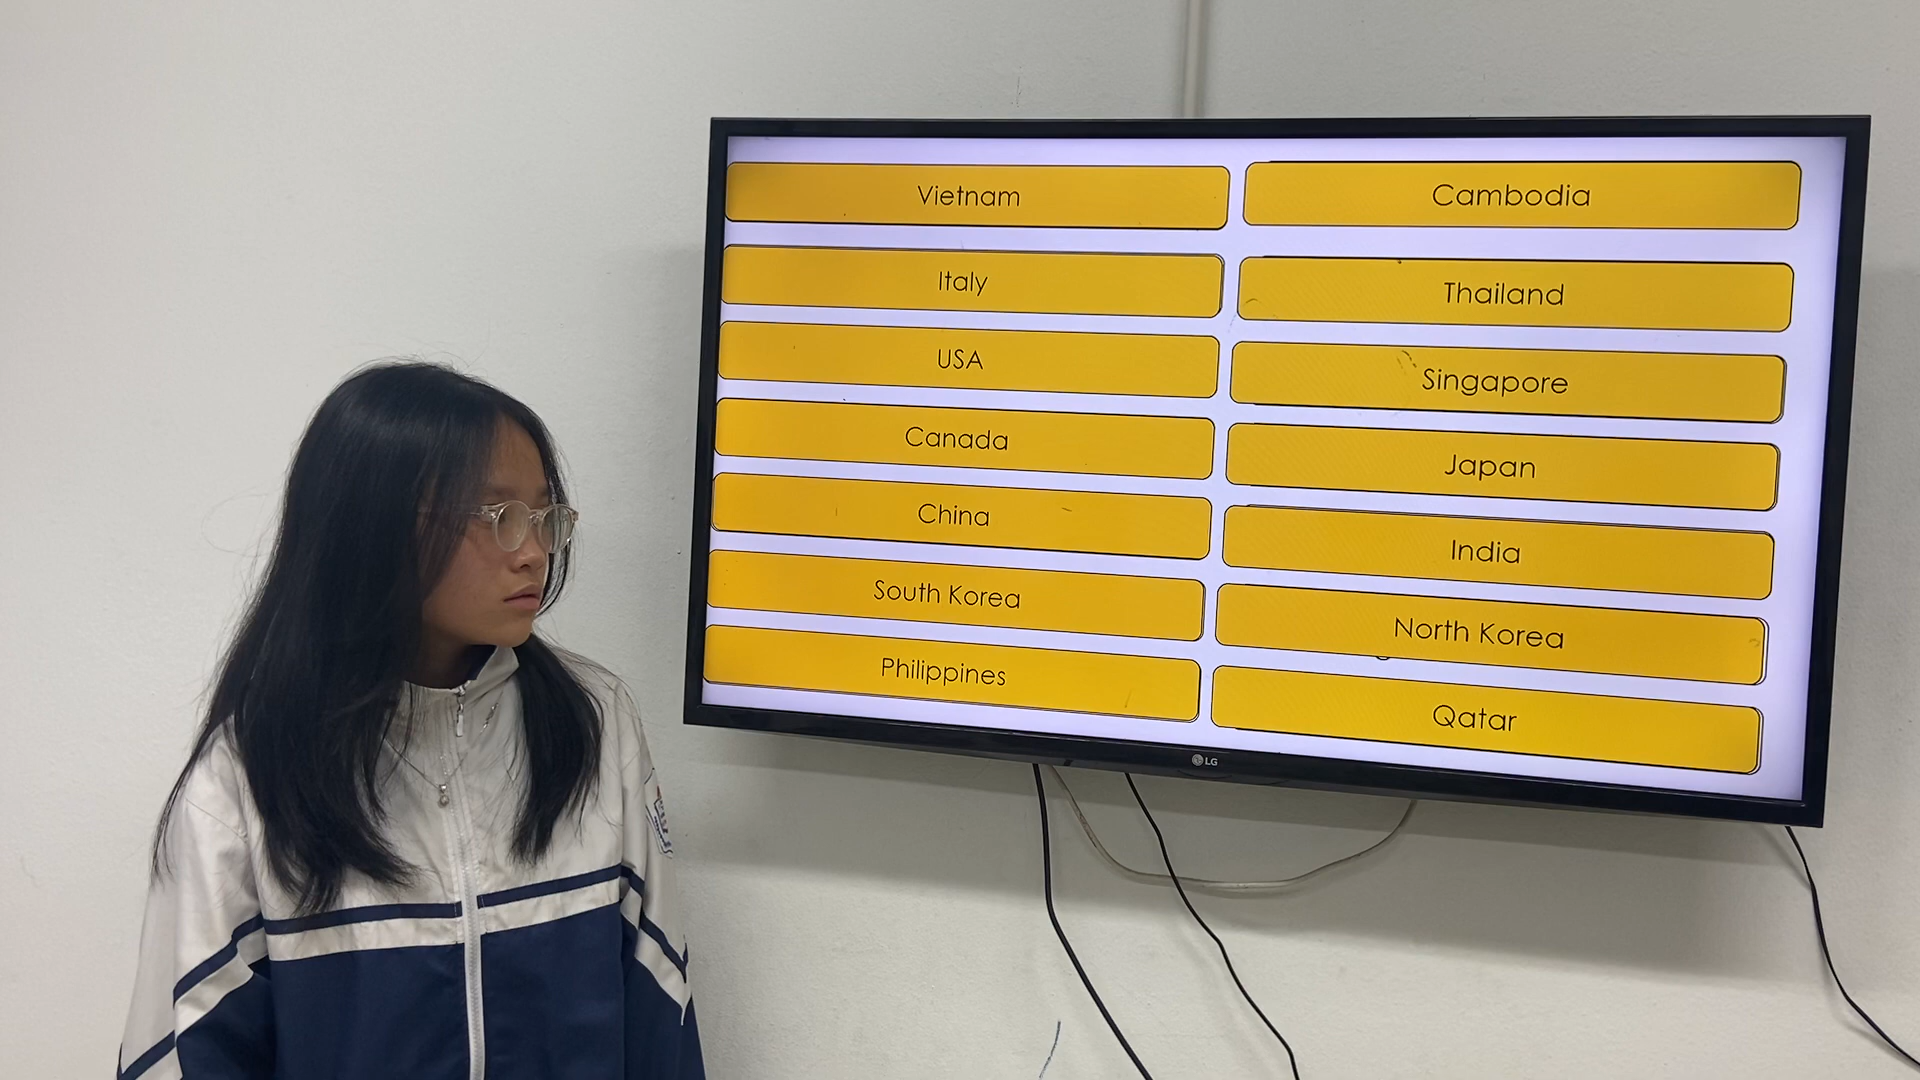 Vietnam
Cambodia
Italy
Thailand
USA
Singapore
Canada
Japan
China
India
South Korea
North Korea
Philippines
Qatar
LG